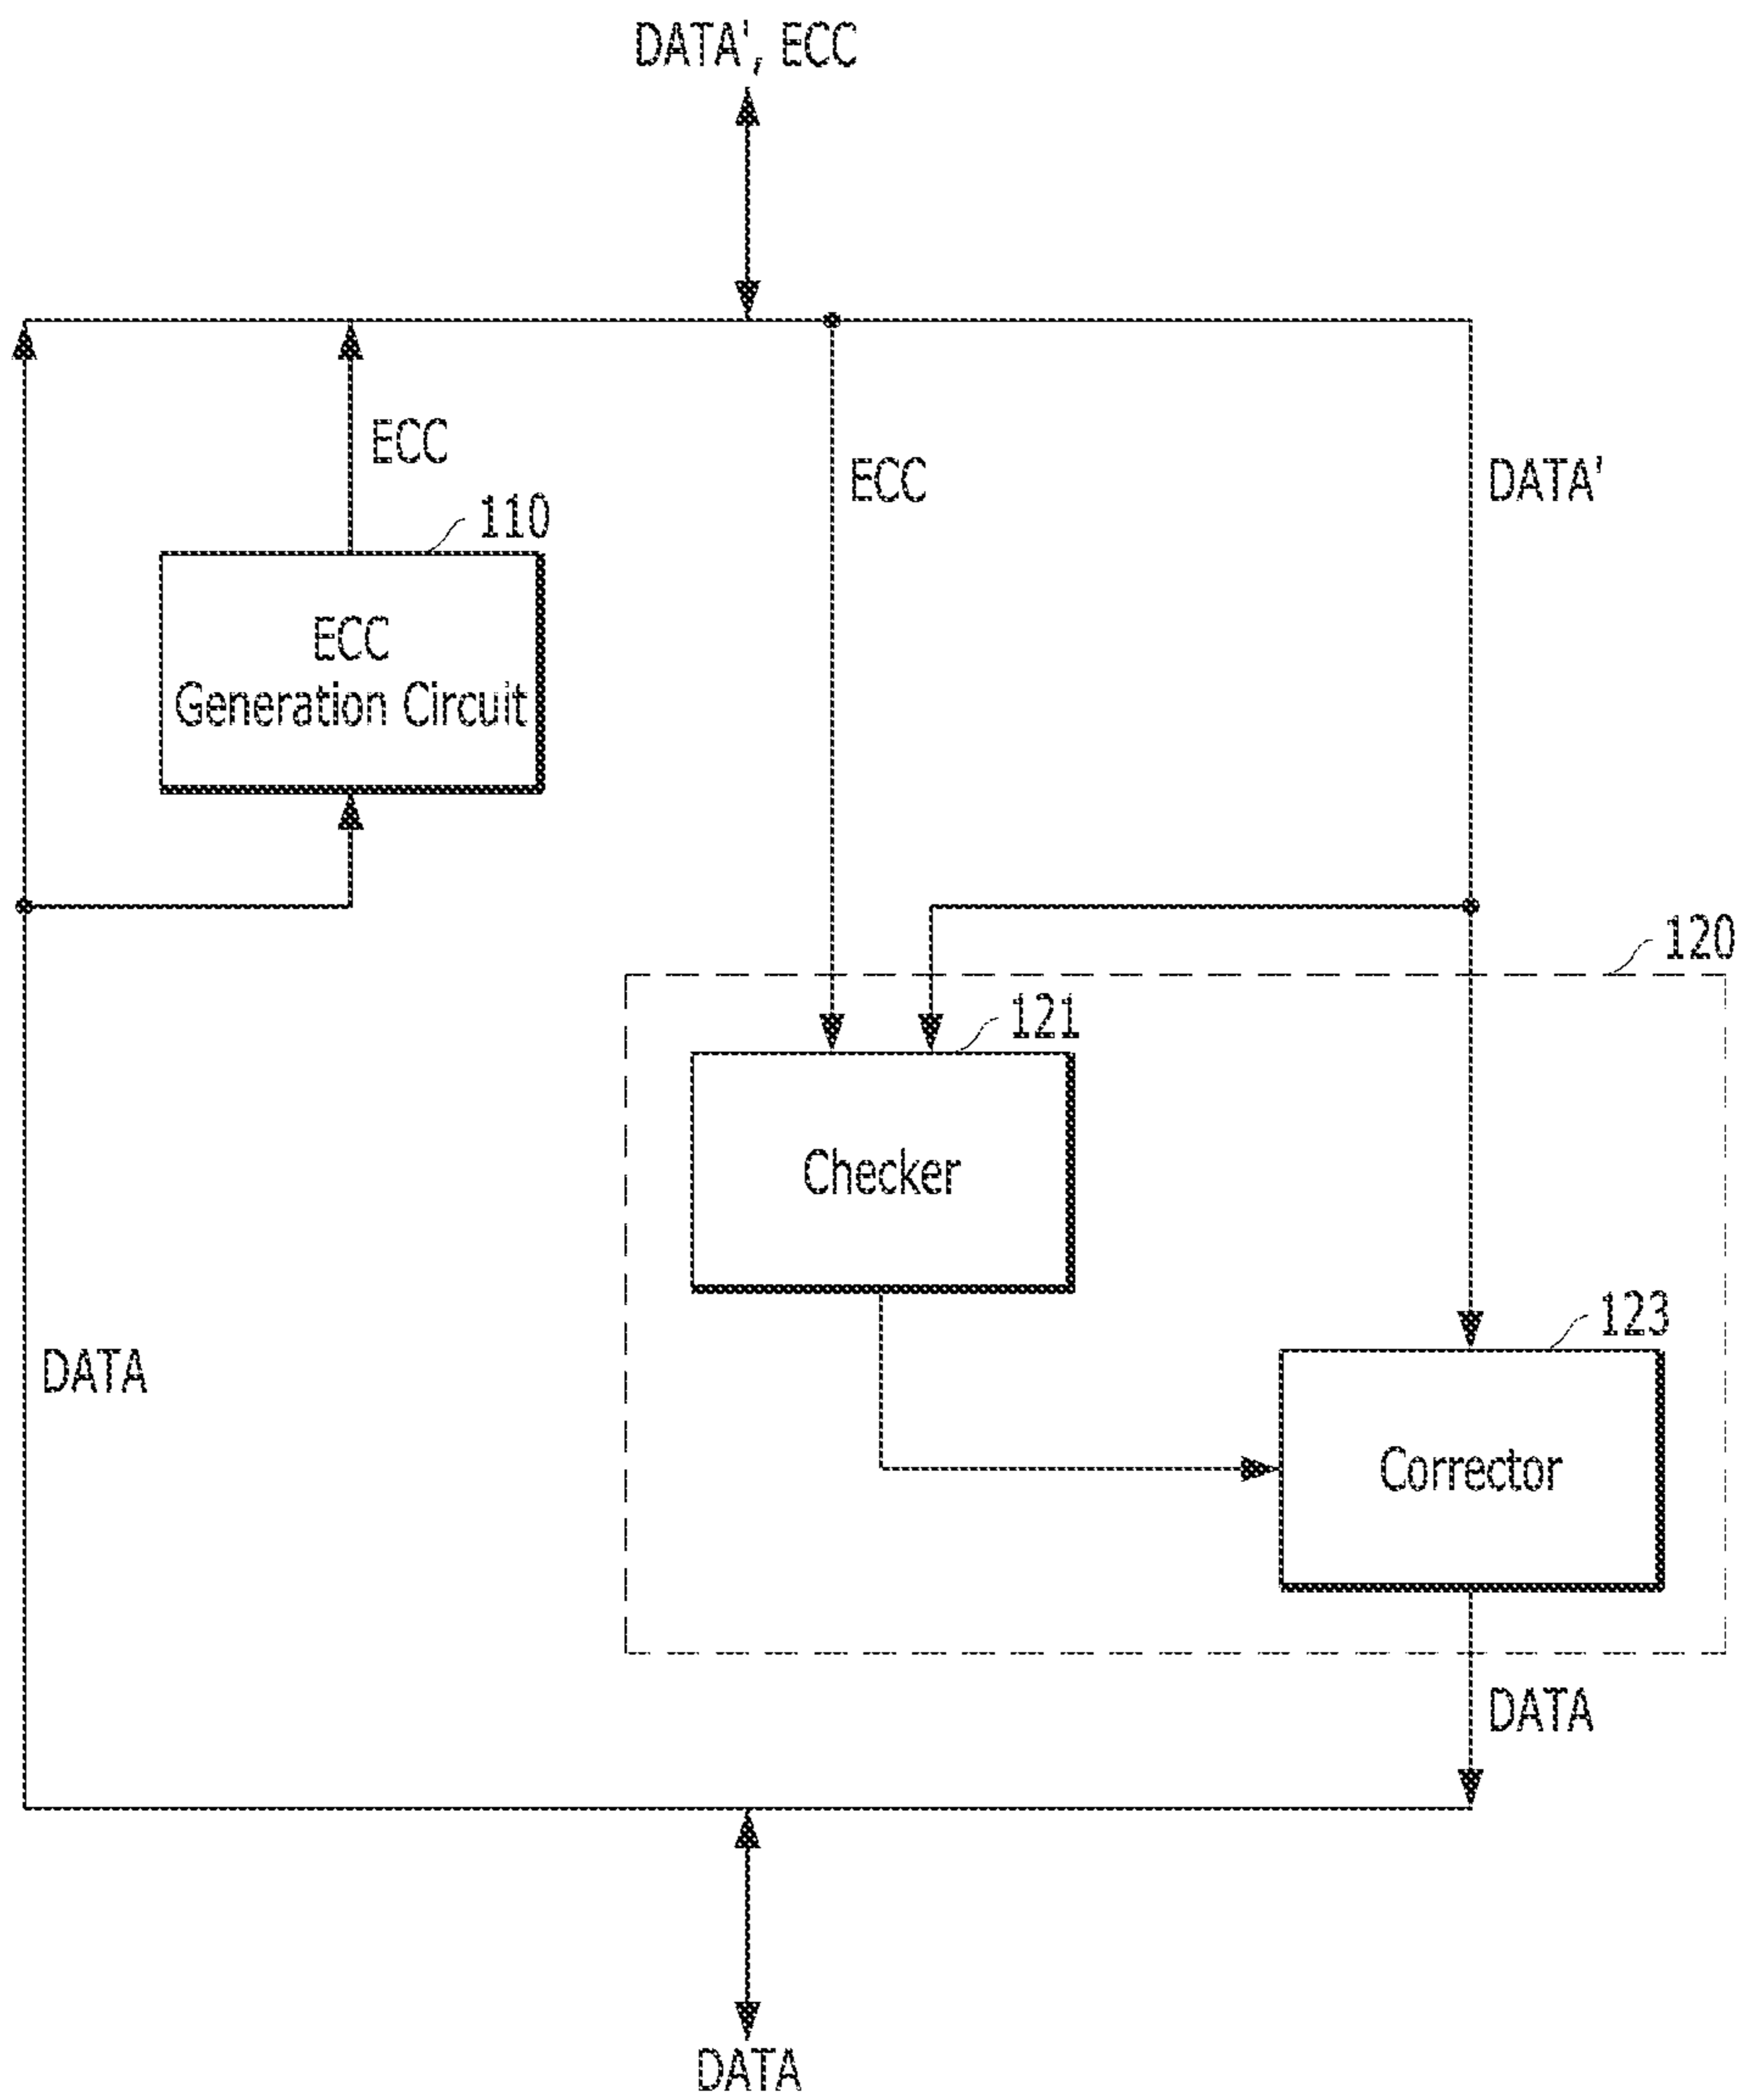 DATA', ECC
ECC
ECC
DATA'
110
ECC
Generation Circuit
120
121
Checker
123
DATA
Corrector
DATA
DATA